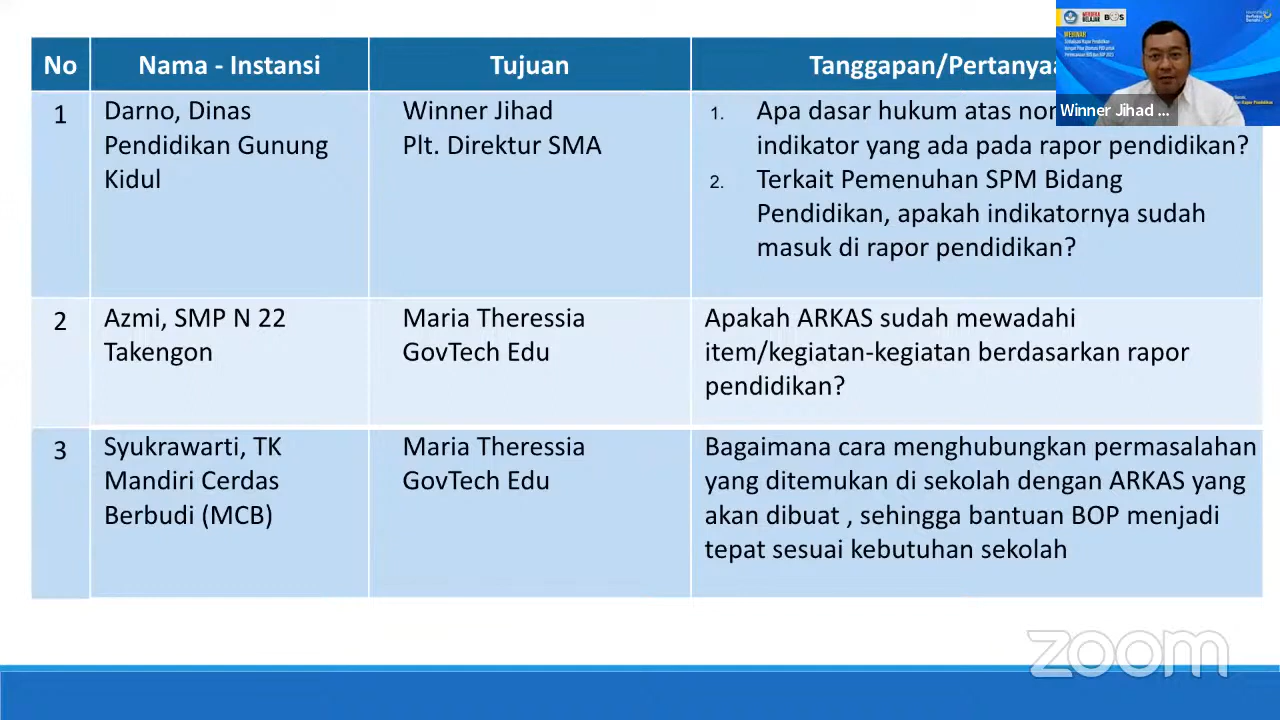 No
Nama - Instansi
Tujuan
Tanggapan/Pertanyaa
1
Darno, Dinas
Pendidikan Gunung
Kidul
Winner Jihad
Plt. Direktur SMA
1. Apa dasar hukum atas
indikator yang ada pada rapor pendidikan?
2. Terkait Pemenuhan SPM Bidang
Pendidikan, apakah indikatornya sudah
masuk di rapor pendidikan?
2
Azmi, SMP N 22
Takengon
Maria Theressia
GovTech Edu
Apakah ARKAS sudah mewadahi
item/kegiatan-kegiatan berdasarkan rapor
pendidikan?
3
Syukrawarti, TK
Mandiri Cerdas
Berbudi (MCB)
Maria Theressia
GovTech Edu
Bagaimana cara menghubungkan permasalahan
yang ditemukan di sekolah dengan ARKAS yang
akan dibuat , sehingga bantuan BOP menjadi
tepat sesuai kebutuhan sekolah
MERDEKA
BELAJAR
WEBINAR
Winner Jihad ...
zoom